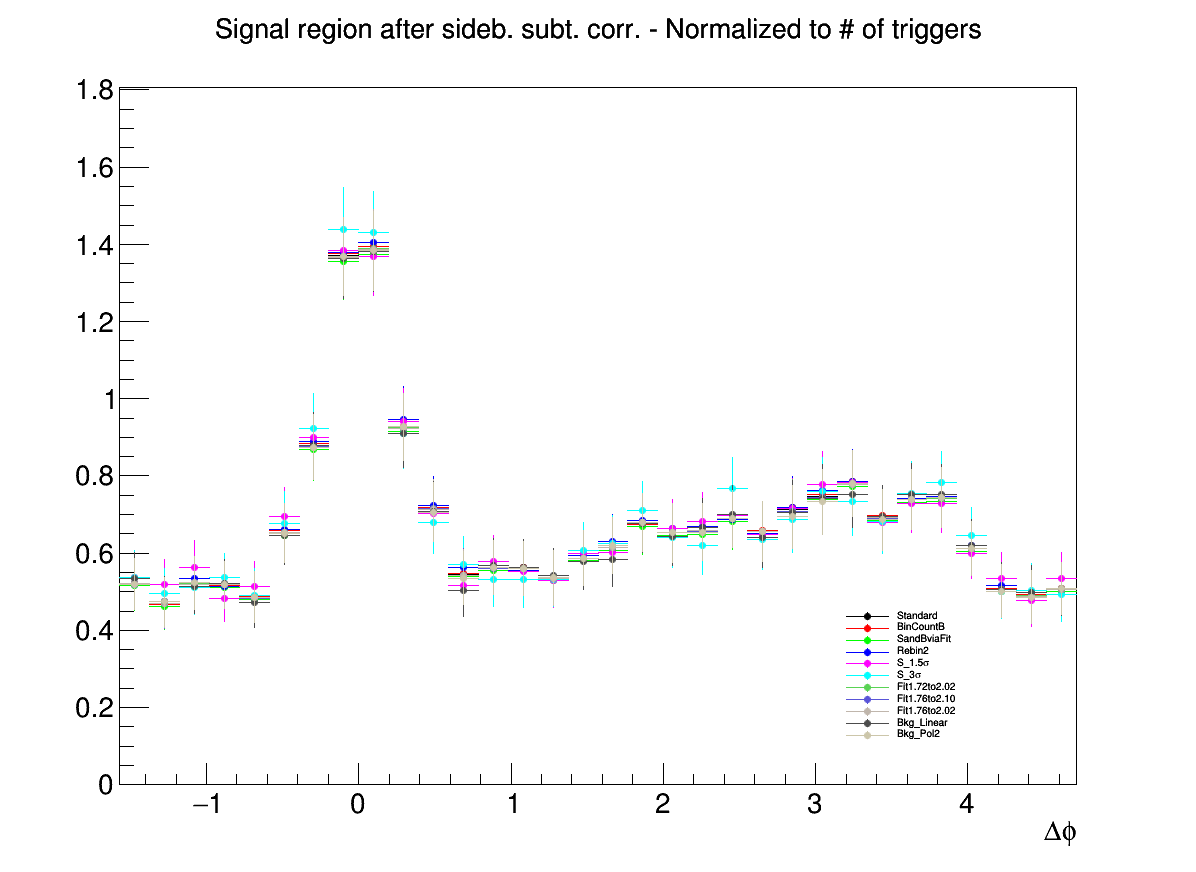 Signal region after sideb. subt. corr. - Normalized to # of triggers
1.8
1.6
1.4
1.2
1
0.8
0.6
0.4
0.2
0
Standard
BinCountB
SandBviaFit
Rebin2
S_1.5σ
S_3σ
Fit1.72to2.02
Fit1.76to2.10
Fit1.76to2.02
Bkg_Linear
Bkg_Pol2
−1 0 1 2 3 4
Δϕ